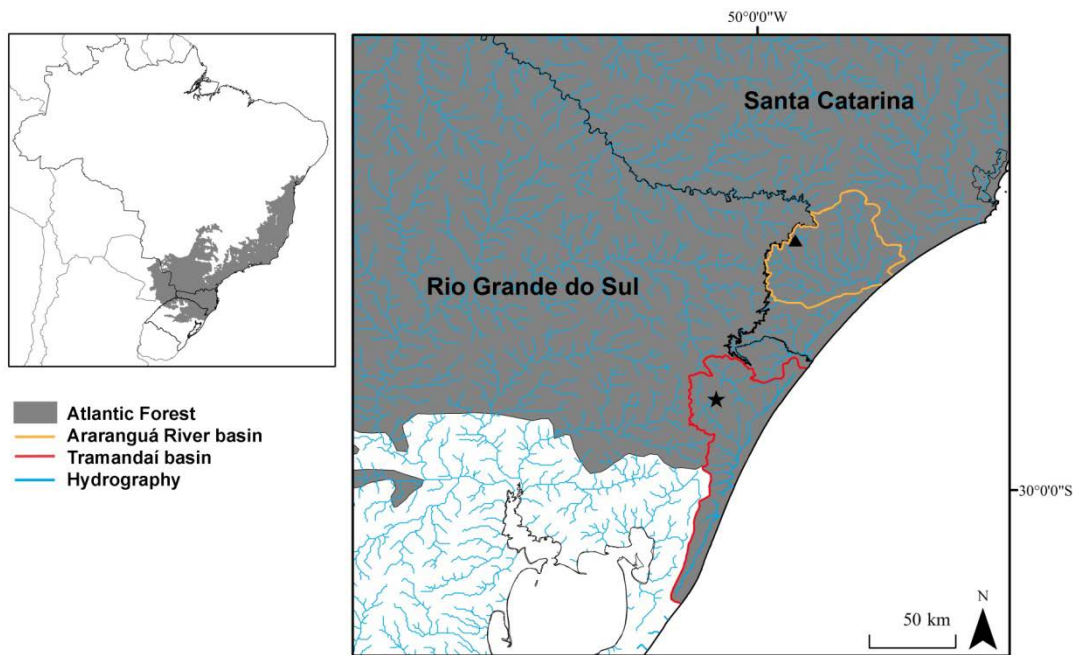 50°0'0"W
Santa Catarina
Rio Grande do Sul
30°0'0"S
N
50 km
Atlantic Forest
Araranguá River basin
Tramandaí basin
Hydrography